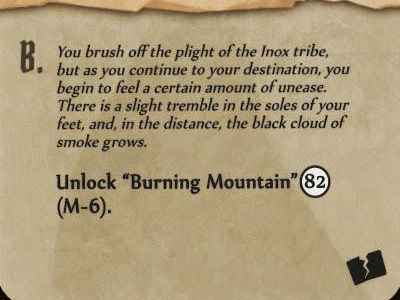 B.
You brush off the plight of the Inox tribe,
but as you continue to your destination, you
begin to feel a certain amount of unease.
There is a slight tremble in the soles of your
feet, and, in the distance, the black cloud of
smoke grows.
Unlock “Burning Mountain” 82
(M-6).